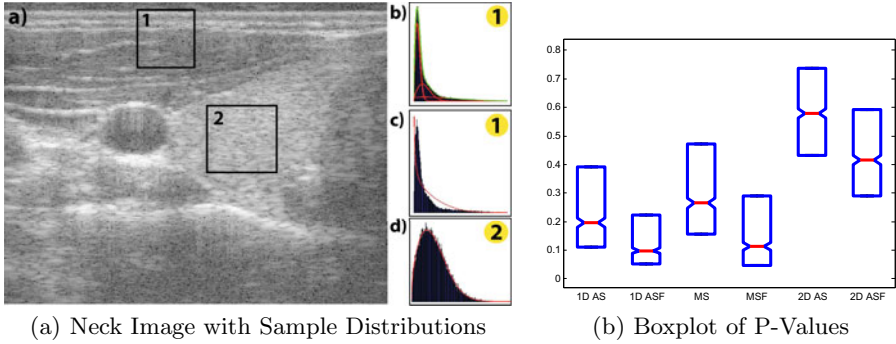 a)
1
2
b)
1
c)
1
d)
2
0.8
0.7
0.6
0.5
0.4
0.3
0.2
0.1
0
1D AS 1D ASF MS MSF 2D AS 2D ASF
(a) Neck Image with Sample Distributions
(b) Boxplot of P-Values